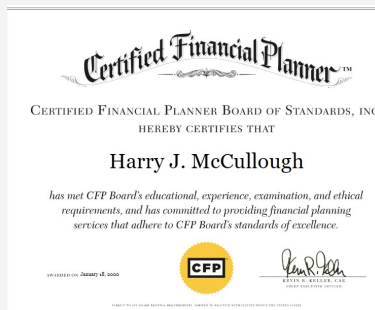 Certified Financial Planner™
CERTIFIED FINANCIAL PLANNER BOARD OF STANDARDS, INC
HEREBY CERTIFIES THAT
Harry J. McCullough
has met CFP Board's educational, experience, examination, and ethical
requirements, and has committed to providing financial planning
services that adhere to CFP Board's standards of excellence.
CFP
AWARDED ON January 18, 2000
KEVIN R. KELLER, CAE
CHIEF EXECUTIVE OFFICER